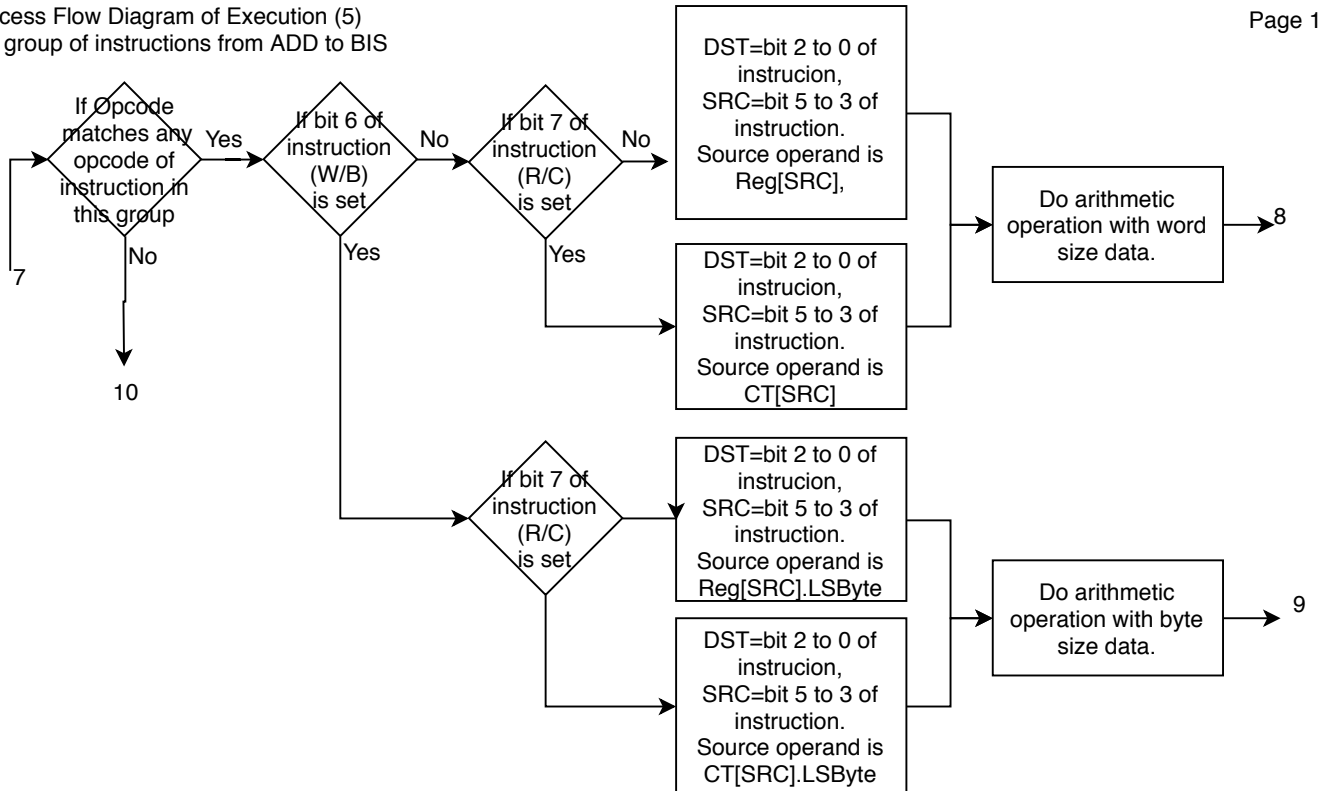 cess Flow Diagram of Execution (5)
group of instructions from ADD to BIS
Page 1
If Opcode
matches any
opcode of
instruction in
this group
Yes
No
7
10
If bit 6 of
instruction
(W/B)
is set
No
Yes
If bit 7 of
instruction
(R/C)
is set
No
Yes
DST=bit 2 to 0 of
instrucion,
SRC=bit 5 to 3 of
instruction.
Source operand is
Reg[SRC],
DST=bit 2 to 0 of
instrucion,
SRC=bit 5 to 3 of
instruction.
Source operand is
CT[SRC]
Do arithmetic
operation with word
size data.
8
If bit 7 of
instruction
(R/C)
is set
DST=bit 2 to 0 of
instrucion,
SRC=bit 5 to 3 of
instruction.
Source operand is
Reg[SRC].LSByte
DST=bit 2 to 0 of
instrucion,
SRC=bit 5 to 3 of
instruction.
Source operand is
CT[SRC].LSByte
Do arithmetic
operation with byte
size data.
9